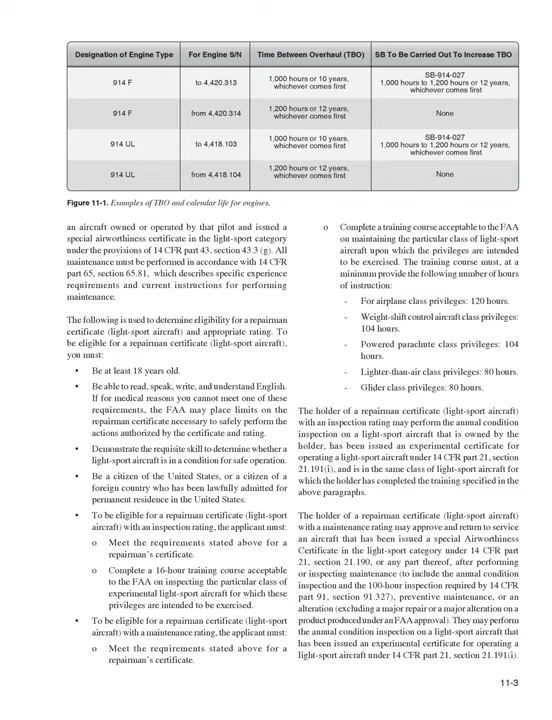 Designation of Engine Type
For Engine S/N
Time Between Overhaul (TBO)
SB To Be Carried Out To Increase TBO
914 F
to 4,420.313
1,000 hours or 10 years,
whichever comes first
SB-914-027
1,000 hours to 1,200 hours or 12 years,
whichever comes first
914 F
from 4,420.314
1,200 hours or 12 years,
whichever comes first
None
914 UL
to 4,418.103
1,000 hours or 10 years,
whichever comes first
SB-914-027
1,000 hours to 1,200 hours or 12 years,
whichever comes first
914 UL
from 4,418.104
1,200 hours or 12 years,
whichever comes first
None
Figure 11-1. Examples of TBO and calendar life for engines.
an aircraft owned or operated by that pilot and issued a
special airworthiness certificate in the light-sport category
under the provisions of 14 CFR part 43, section 43.3 (g). All
maintenance must be performed in accordance with 14 CFR
part 65, section 65.81, which describes specific experience
requirements and current instructions for performing
maintenance.
The following is used to determine eligibility for a repairman
certificate (light-sport aircraft) and appropriate rating. To
be eligible for a repairman certificate (light-sport aircraft),
you must:
• Be at least 18 years old.
• Be able to read, speak, write, and understand English.
If for medical reasons you cannot meet one of these
requirements, the FAA may place limits on the
repairman certificate necessary to safely perform the
actions authorized by the certificate and rating.
• Demonstrate the requisite skill to determine whether a
light-sport aircraft is in a condition for safe operation.
• Be a citizen of the United States, or a citizen of a
foreign country who has been lawfully admitted for
permanent residence in the United States.
• To be eligible for a repairman certificate (light-sport
aircraft) with an inspection rating, the applicant must:
o Meet the requirements stated above for a
repairman's certificate.
o Complete a 16-hour training course acceptable
to the FAA on inspecting the particular class of
experimental light-sport aircraft for which these
privileges are intended to be exercised.
• To be eligible for a repairman certificate (light-sport
aircraft) with a maintenance rating, the applicant must:
o Meet the requirements stated above for a
repairman's certificate.
o Complete a training course acceptable to the FAA
on maintaining the particular class of light-sport
aircraft upon which the privileges are intended
to be exercised. The training course must, at a
minimum provide the following number of hours
of instruction:
- For airplane class privileges: 120 hours.
- Weight-shift control aircraft class privileges:
104 hours.
- Powered parachute class privileges: 104
hours.
- Lighter-than-air class privileges: 80 hours.
- Glider class privileges: 80 hours.
The holder of a repairman certificate (light-sport aircraft)
with an inspection rating may perform the annual condition
inspection on a light-sport aircraft that is owned by the
holder, has been issued an experimental certificate for
operating a light-sport aircraft under 14 CFR part 21, section
21.191(i), and is in the same class of light-sport aircraft for
which the holder has completed the training specified in the
above paragraphs.
The holder of a repairman certificate (light-sport aircraft)
with a maintenance rating may approve and return to service
an aircraft that has been issued a special Airworthiness
Certificate in the light-sport category under 14 CFR part
21, section 21.190, or any part thereof, after performing
or inspecting maintenance (to include the annual condition
inspection and the 100-hour inspection required by 14 CFR
part 91, section 91.327), preventive maintenance, or an
alteration (excluding a major repair or a major alteration on a
product produced under an FAA approval). They may perform
the annual condition inspection on a light-sport aircraft that
has been issued an experimental certificate for operating a
light-sport aircraft under 14 CFR part 21, section 21.191(i).
11-3